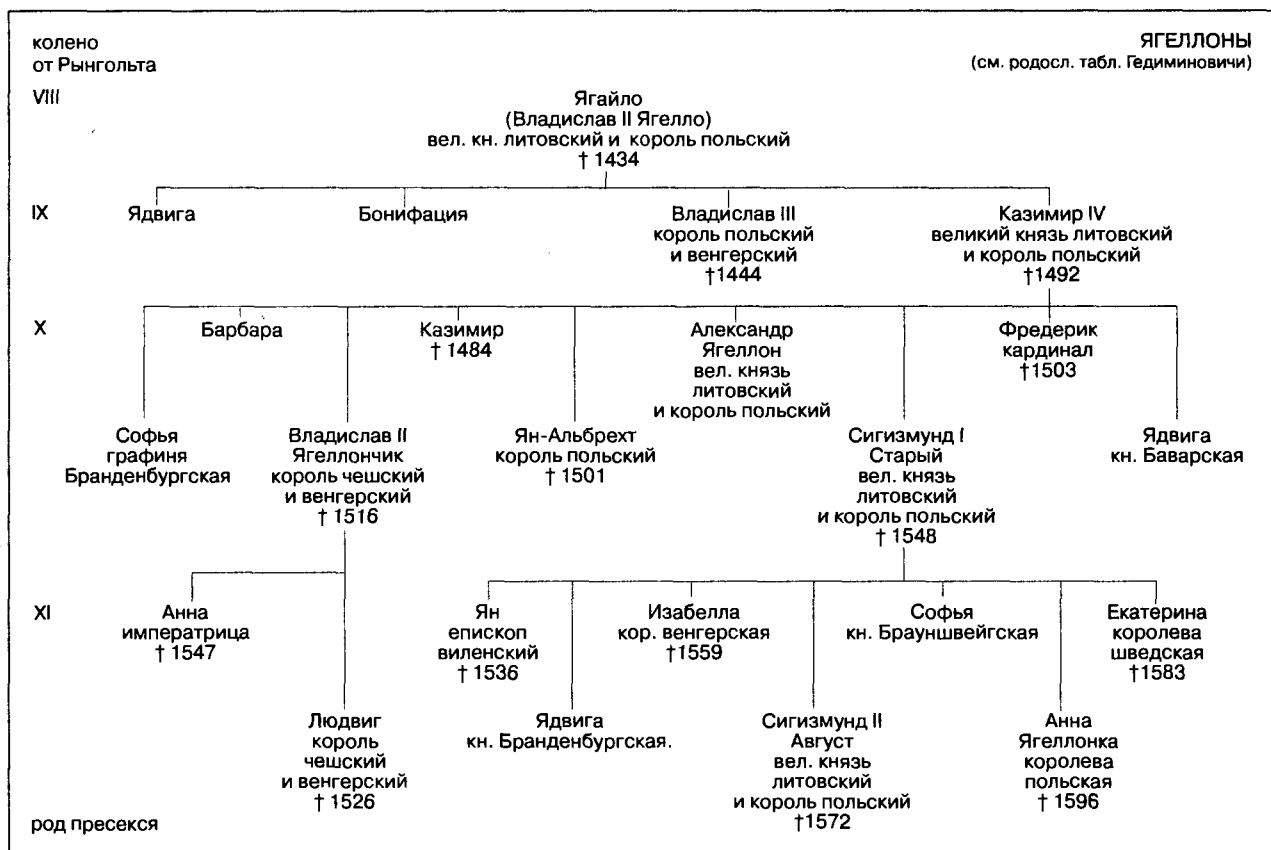 колено
от Рынгольта
ЯГЕЛЛОНЫ
(см. родосл. табл. Гедиминовичи)
VIII
Ягайло
(Владислав II Ягелло)
вел. кн. литовский и король польский
† 1434
IX
Ядвига
Бонифация
Владислав III
король польский
и венгерский
†1444
Казимир IV
великий князь литовский
и король польский
†1492
X
Барбара
Казимир
† 1484
Александр
Ягеллон
вел. князь
литовский
и король польский
Фредерик
кардинал
†1503
Софья
графиня
Бранденбургская
Владислав II
Ягеллончик
король чешский
и венгерский
† 1516
Ян-Альбрехт
король польский
† 1501
Сигизмунд I
Старый
вел. князь
литовский
и король польский
† 1548
Ядвига
кн. Баварская
XI
Анна
императрица
† 1547
Ян
епископ
виленский
† 1536
Изабелла
кор. венгерская
†1559
Софья
кн. Брауншвейгская
Екатерина
королева
шведская
†1583
Людвиг
король
чешский
и венгерский
† 1526
Ядвига
кн. Бранденбургская.
Сигизмунд II
Август
вел. князь
литовский
и король польский
†1572
Анна
Ягеллонка
королева
польская
† 1596
род пресекся